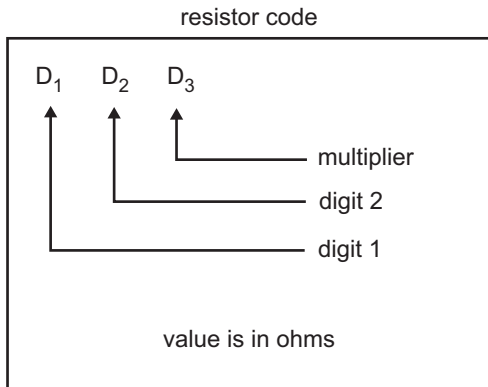 resistor code
D₁ D₂ D₃
multiplier
digit 2
digit 1
value is in ohms